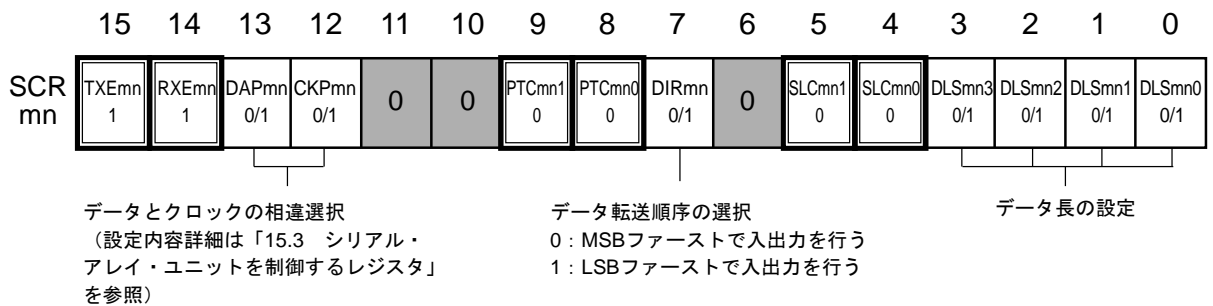 15 14 13 12 11 10 9 8 7 6 5 4 3 2 1 0
SCR
mn
TXEmn RXEmn DAPmn CKPmn 0 0 PTCmn1 PTCmn0 DIRmn 0 SLCmn1 SLCmn0 DLSmn3 DLSmn2 DLSmn1 DLSmn0
1 1 0/1 0/1 0 0 0/1 0 0 0/1 0/1 0/1 0/1
データとクロックの相違選択
（設定内容詳細は「15.3 シリアル・
アレイ・ユニットを制御するレジスタ」
を参照）
データ転送順序の選択
0：MSBファーストで入出力を行う
1：LSBファーストで入出力を行う
データ長の設定